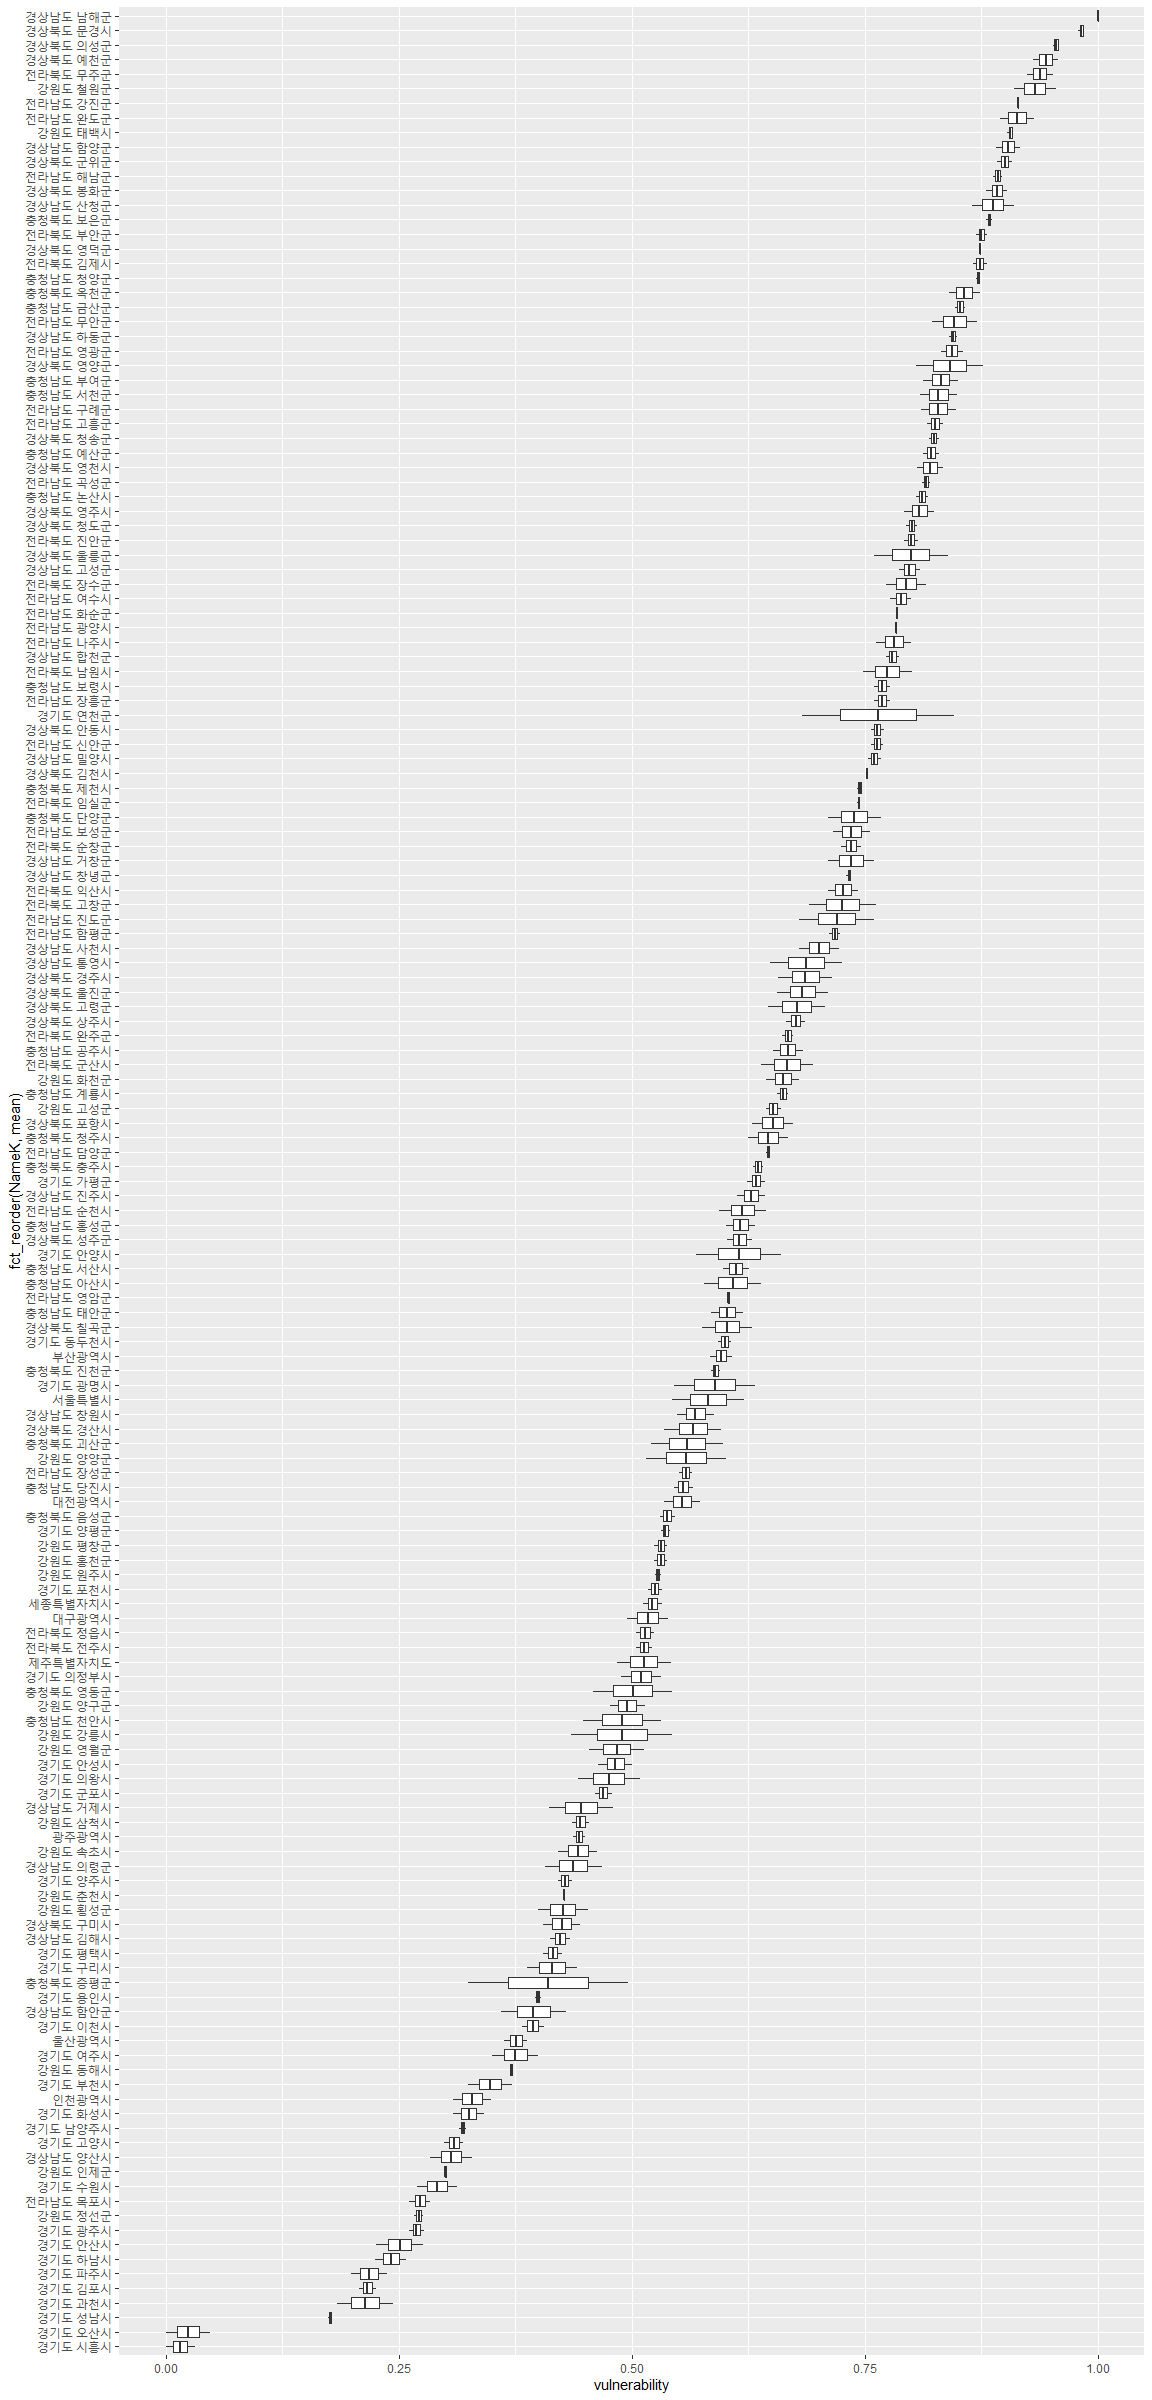 경상남도 남해군
경상북도 문경시
경상북도 의성군
경상북도 예천군
전라북도 무주군
강원도 철원군
전라남도 강진군
전라남도 완도군
강원도 태백시
경상남도 함양군
경상북도 군위군
전라남도 해남군
경상북도 봉화군
경상남도 산청군
충청북도 보은군
전라북도 부안군
경상북도 영덕군
전라북도 김제시
충청남도 청양군
충청북도 옥천군
충청남도 금산군
전라남도 무안군
경상남도 하동군
전라남도 영광군
경상북도 영양군
충청남도 부여군
충청남도 서천군
전라남도 구례군
전라남도 고흥군
경상북도 청송군
충청남도 예산군
경상북도 영천시
전라남도 곡성군
충청남도 논산시
경상북도 영주시
경상북도 청도군
전라북도 진안군
경상북도 울릉군
경상남도 고성군
전라북도 장수군
전라남도 여수시
전라남도 화순군
전라남도 광양시
전라남도 나주시
경상남도 합천군
전라북도 남원시
충청남도 보령시
전라남도 장흥군
경기도 연천군
경상북도 안동시
전라남도 신안군
경상남도 밀양시
경상북도 김천시
충청북도 제천시
전라북도 임실군
충청북도 단양군
전라남도 보성군
전라북도 순창군
경상남도 거창군
경상남도 창녕군
전라북도 익산시
전라북도 고창군
전라남도 진도군
전라남도 함평군
경상남도 사천시
경상남도 통영시
경상북도 경주시
경상북도 울진군
경상북도 고령군
경상북도 상주시
전라북도 완주군
충청남도 공주시
전라북도 군산시
강원도 화천군
충청남도 계룡시
강원도 고성군
경상북도 포항시
충청북도 청주시
전라남도 담양군
충청북도 충주시
경기도 가평군
경상남도 진주시
전라남도 순천시
충청남도 홍성군
경상북도 성주군
경기도 안양시
충청남도 서산시
충청남도 아산시
전라남도 영암군
충청남도 태안군
경상북도 칠곡군
경기도 동두천시
부산광역시
충청북도 진천군
경기도 광명시
서울특별시
경상남도 창원시
경상북도 경산시
충청북도 괴산군
강원도 양양군
전라남도 장성군
충청남도 당진시
대전광역시
충청북도 음성군
경기도 양평군
강원도 평창군
강원도 홍천군
강원도 원주시
경기도 포천시
세종특별자치시
대구광역시
전라북도 정읍시
전라북도 전주시
제주특별자치도
경기도 의정부시
충청북도 영동군
강원도 양구군
충청남도 천안시
강원도 강릉시
강원도 영월군
경기도 안성시
경기도 의왕시
경기도 군포시
경상남도 거제시
강원도 삼척시
광주광역시
강원도 속초시
경상남도 의령군
경기도 양주시
강원도 춘천시
강원도 횡성군
경상북도 구미시
경상남도 김해시
경기도 평택시
경기도 구리시
충청북도 증평군
경기도 용인시
경상남도 함안군
경기도 이천시
울산광역시
경기도 여주시
강원도 동해시
경기도 부천시
인천광역시
경기도 화성시
경기도 남양주시
경기도 고양시
경상남도 양산시
강원도 인제군
경기도 수원시
전라남도 목포시
강원도 정선군
경기도 광주시
경기도 안산시
경기도 하남시
경기도 파주시
경기도 김포시
경기도 과천시
경기도 성남시
경기도 오산시
경기도 시흥시
fct_reorder(NameK, mean)
0.00 0.25 0.50 0.75 1.00
vulnerability